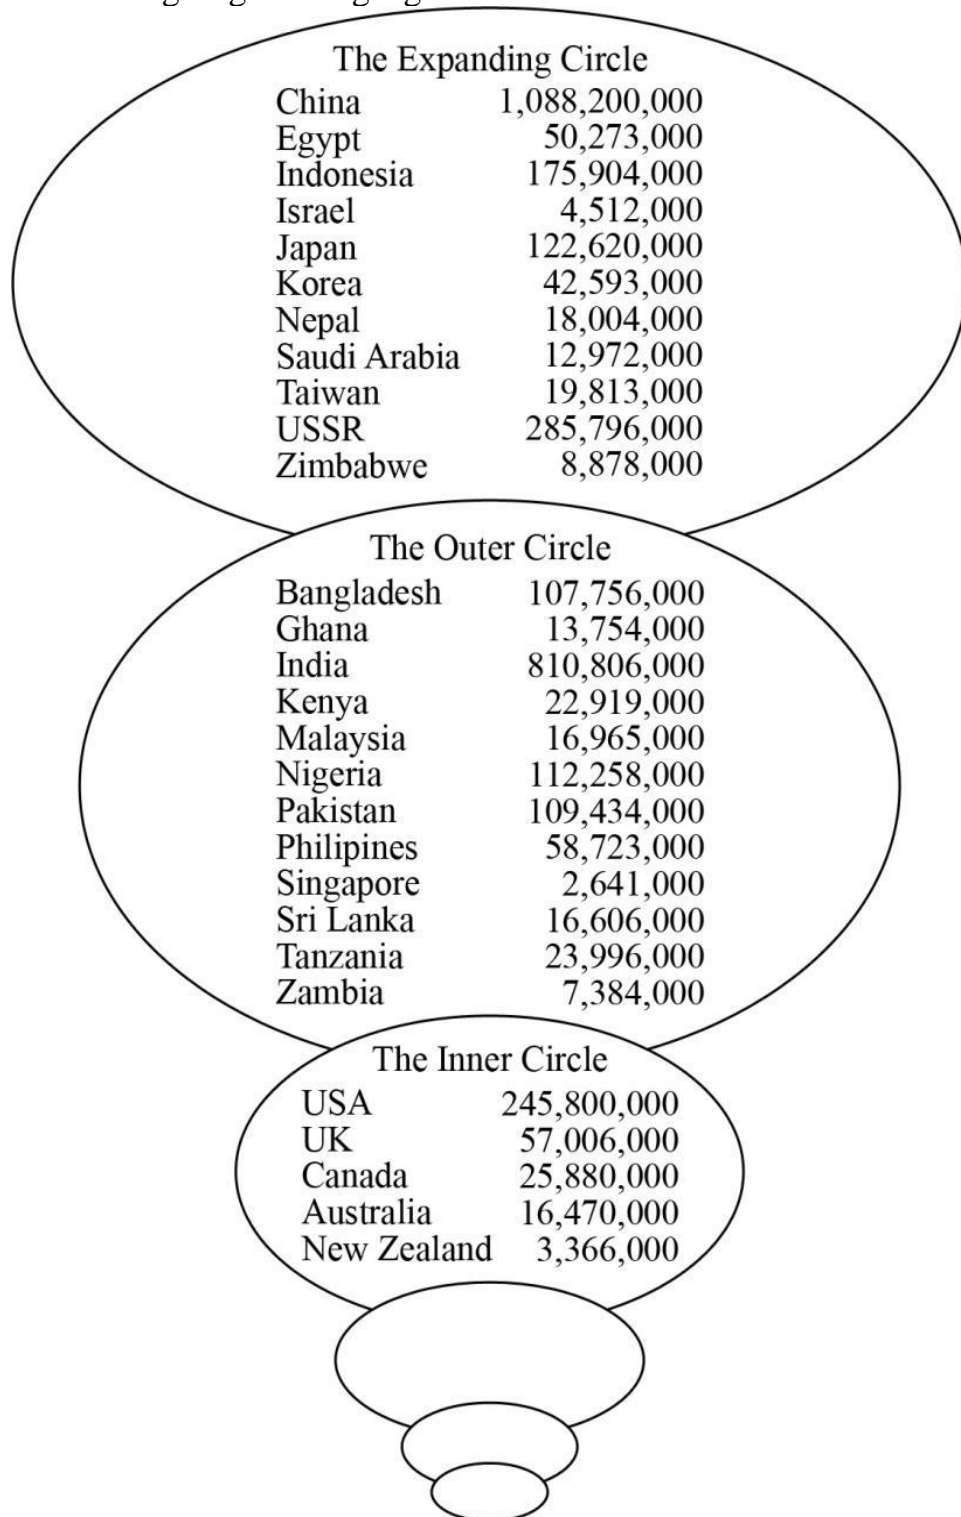 The Expanding Circle
China 1,088,200,000
Egypt 50,273,000
Indonesia 175,904,000
Israel 4,512,000
Japan 122,620,000
Korea 42,593,000
Nepal 18,004,000
Saudi Arabia 12,972,000
Taiwan 19,813,000
USSR 285,796,000
Zimbabwe 8,878,000
The Outer Circle
Bangladesh 107,756,000
Ghana 13,754,000
India 810,806,000
Kenya 22,919,000
Malaysia 16,965,000
Nigeria 112,258,000
Pakistan 109,434,000
Philipines 58,723,000
Singapore 2,641,000
Sri Lanka 16,606,000
Tanzania 23,996,000
Zambia 7,384,000
The Inner Circle
USA 245,800,000
UK 57,006,000
Canada 25,880,000
Australia 16,470,000
New Zealand 3,366,000